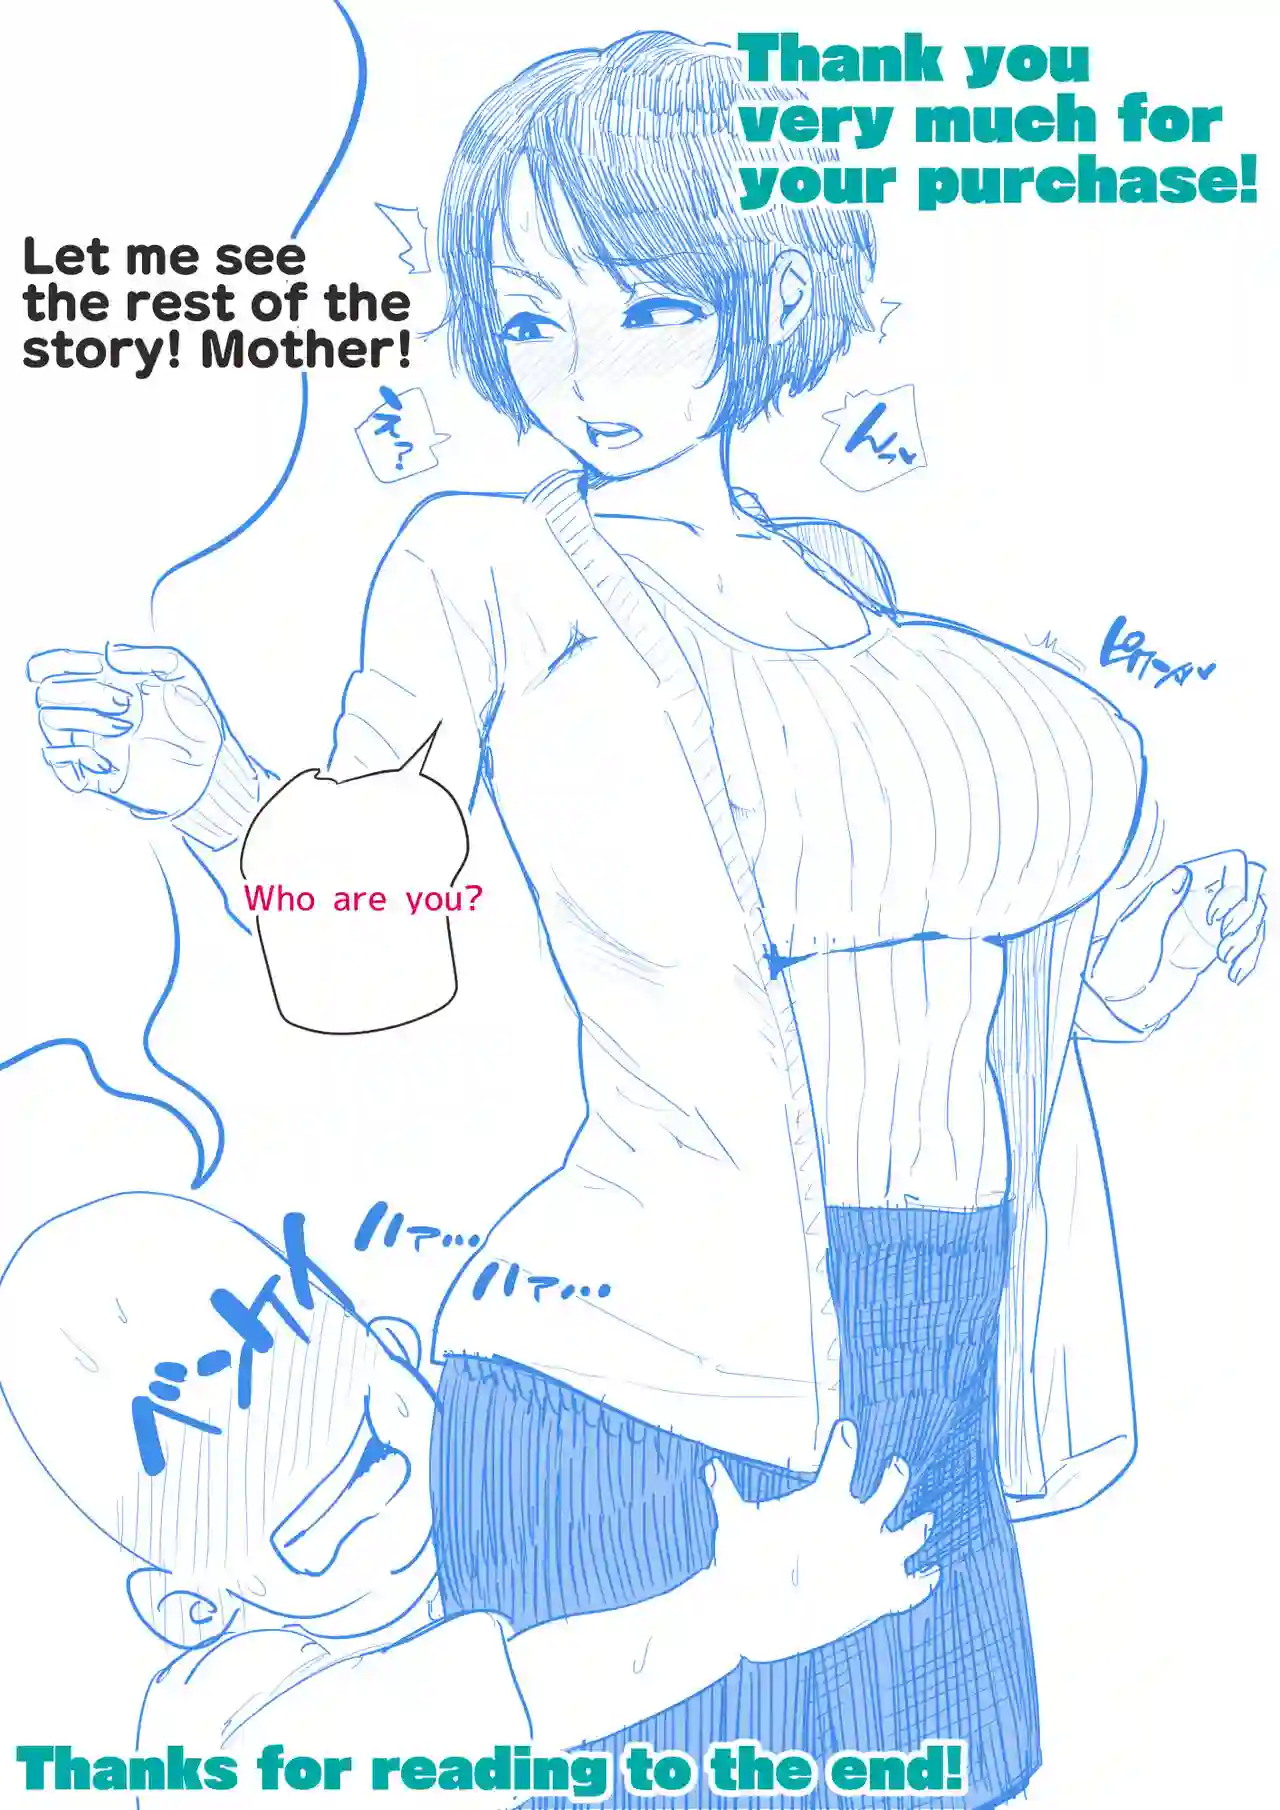 Thank you
very much for
your purchase!
Let me see
the rest of the
story! Mother!
え?
んっ♥
Who are you?
ハァ…
ハァ…
Thanks for reading to the end!